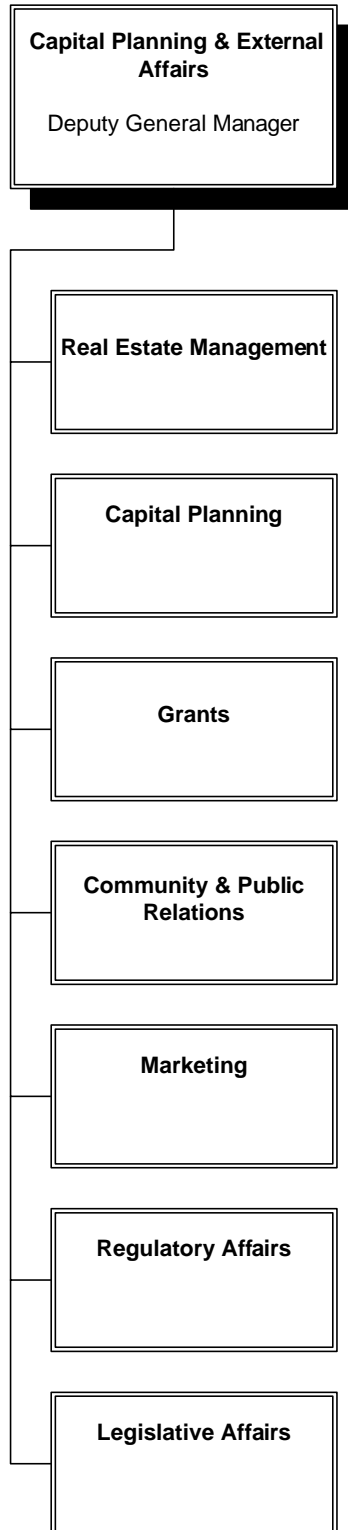 Capital Planning & External
Affairs
Deputy General Manager
Real Estate Management
Capital Planning
Grants
Community & Public
Relations
Marketing
Regulatory Affairs
Legislative Affairs